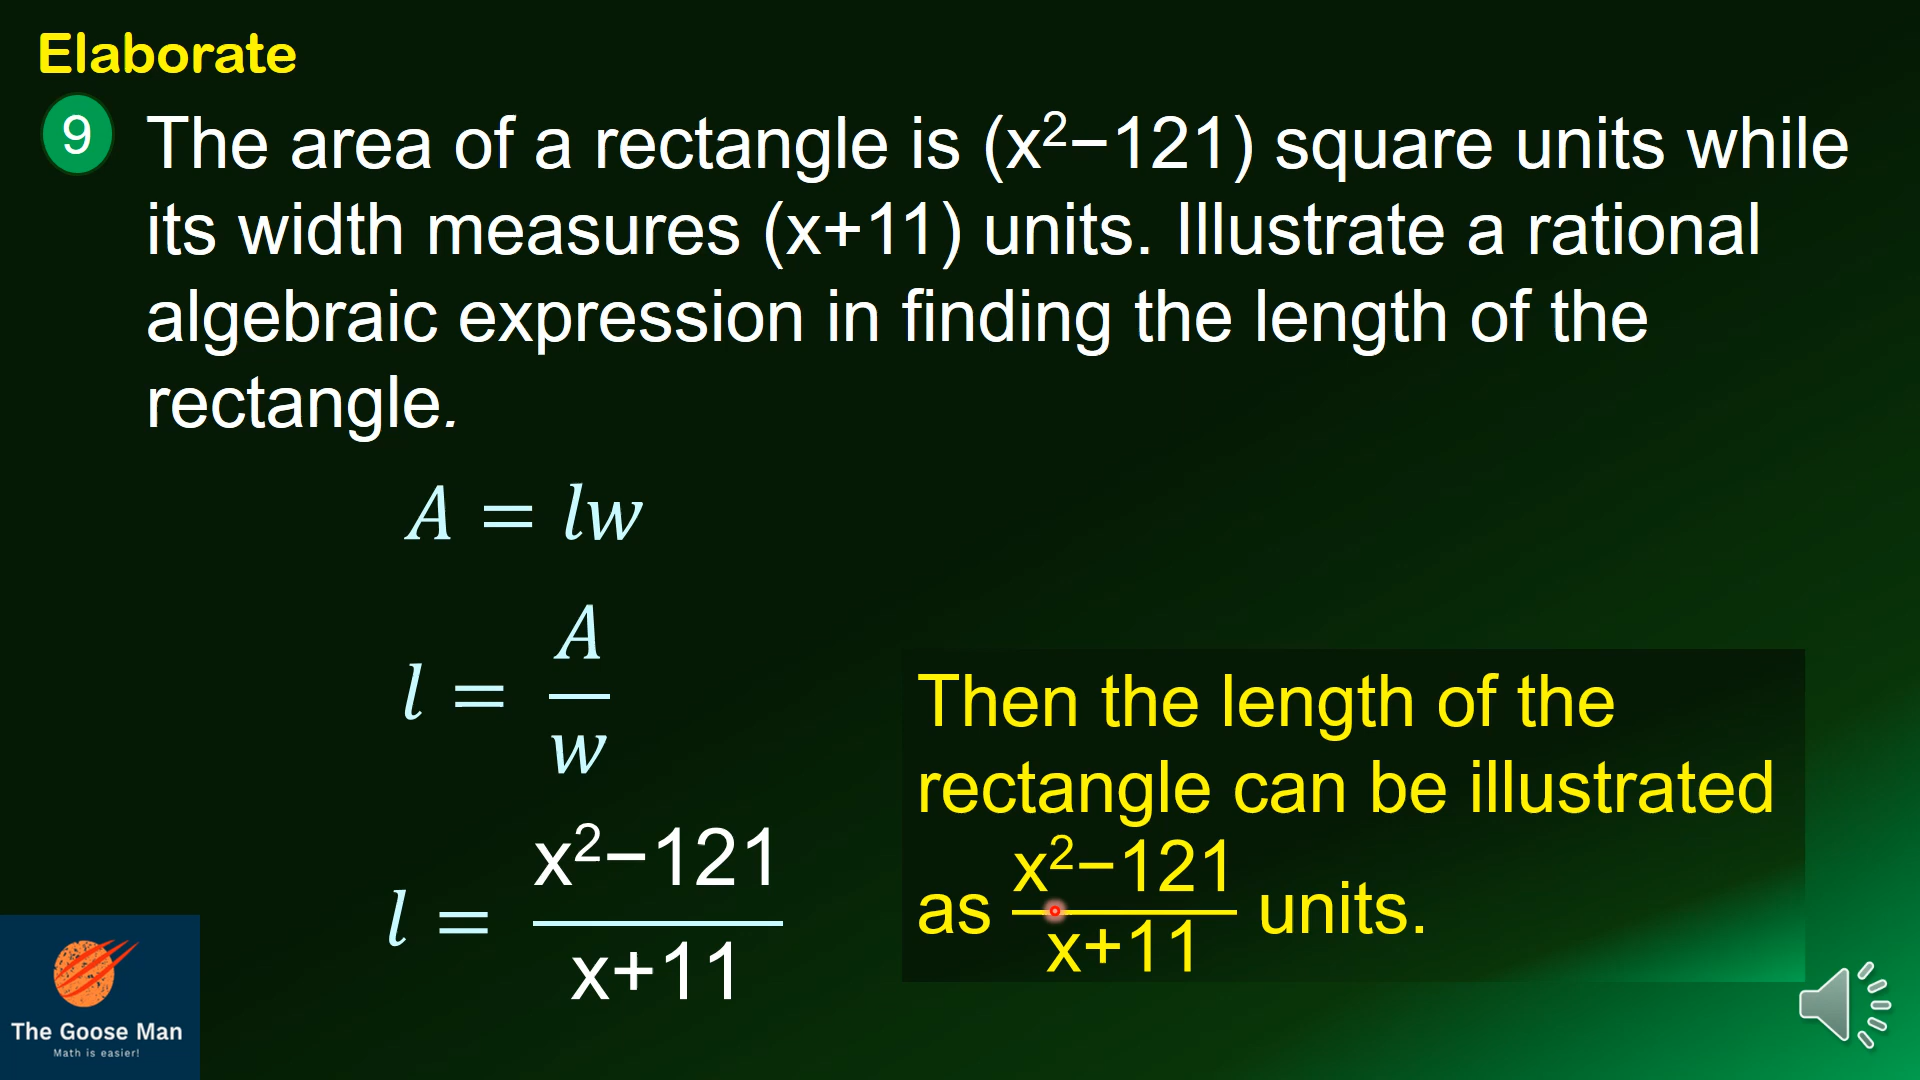 Elaborate
9
The area of a rectangle is (x²−121) square units while
its width measures (x+11) units. Illustrate a rational
algebraic expression in finding the length of the
rectangle.
A = lw
l = A/w
l = x²−121/x+11
Then the length of the
rectangle can be illustrated
as x²−121/x+11 units.
The Goose Man
Math is easier!